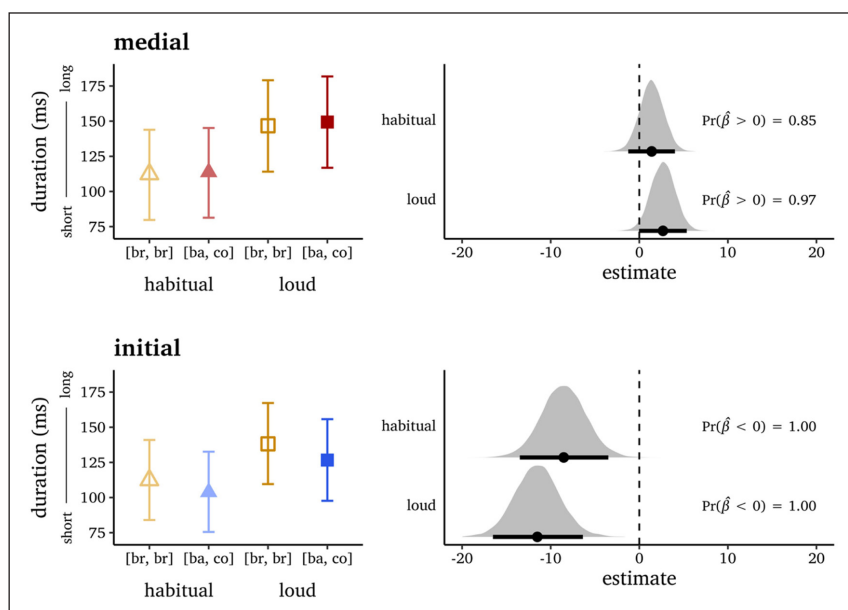 medial
duration (ms)
short — long
175
150
125
100
75
[br, br] [ba, co] [br, br] [ba, co]
habitual loud
habitual
Pr(β̂ > 0) = 0.85
loud
Pr(β̂ > 0) = 0.97
-20 -10 0 10 20
estimate
initial
duration (ms)
short — long
175
150
125
100
75
[br, br] [ba, co] [br, br] [ba, co]
habitual loud
habitual
Pr(β̂ < 0) = 1.00
loud
Pr(β̂ < 0) = 1.00
-20 -10 0 10 20
estimate